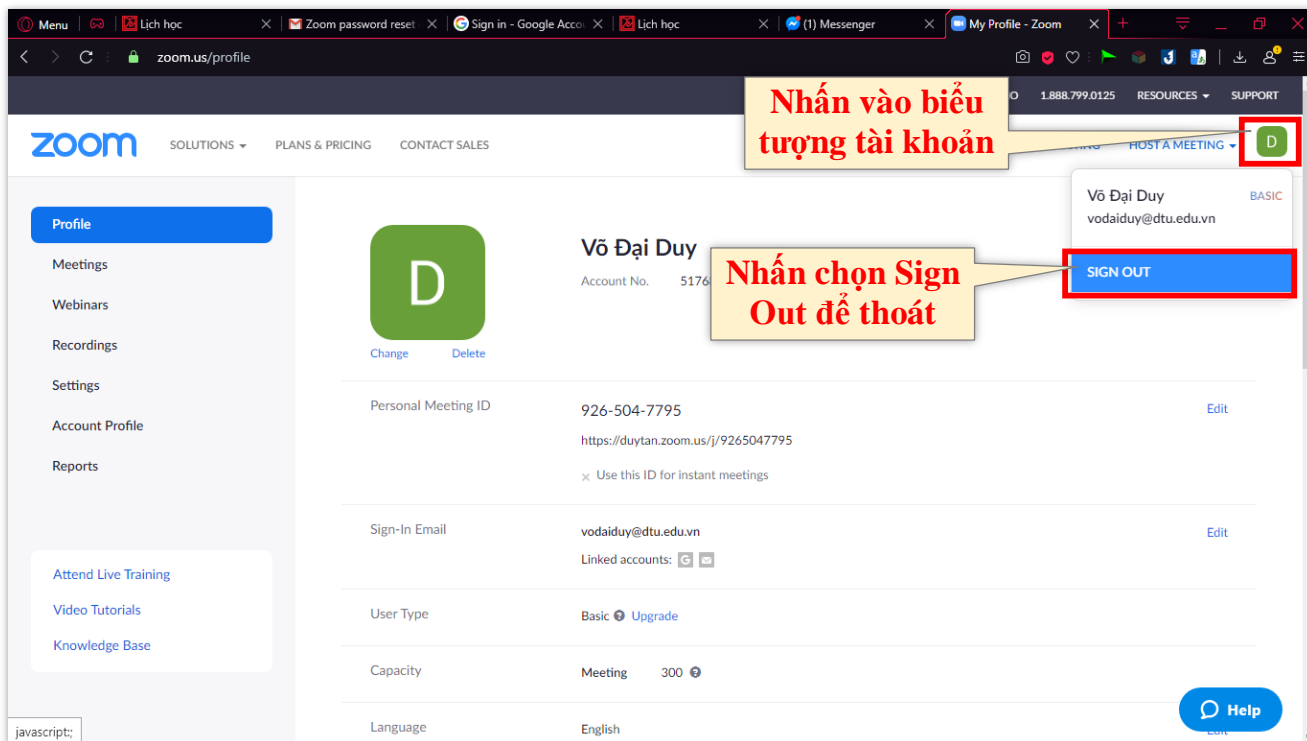 Menu
Lịch học
Zoom password reset
Sign in - Google Accou
Lịch học
(1) Messenger
My Profile - Zoom
zoom.us/profile
1.888.799.0125
RESOURCES
SUPPORT
Nhấn vào biểu
tượng tài khoản
zoom
SOLUTIONS
PLANS & PRICING
CONTACT SALES
HOST A MEETING
D
Võ Đại Duy
BASIC
vodaiduy@dtu.edu.vn
SIGN OUT
Profile
Meetings
Webinars
Recordings
Settings
Account Profile
Reports
Attend Live Training
Video Tutorials
Knowledge Base
D
Change
Delete
Võ Đại Duy
Account No.
Nhấn chọn Sign
Out để thoát
Personal Meeting ID
926-504-7795
Edit
https://duytan.zoom.us/j/9265047795
Use this ID for instant meetings
Sign-In Email
vodaiduy@dtu.edu.vn
Edit
Linked accounts:
User Type
Basic
Upgrade
Capacity
Meeting
300
Language
English
Help
javascript:;